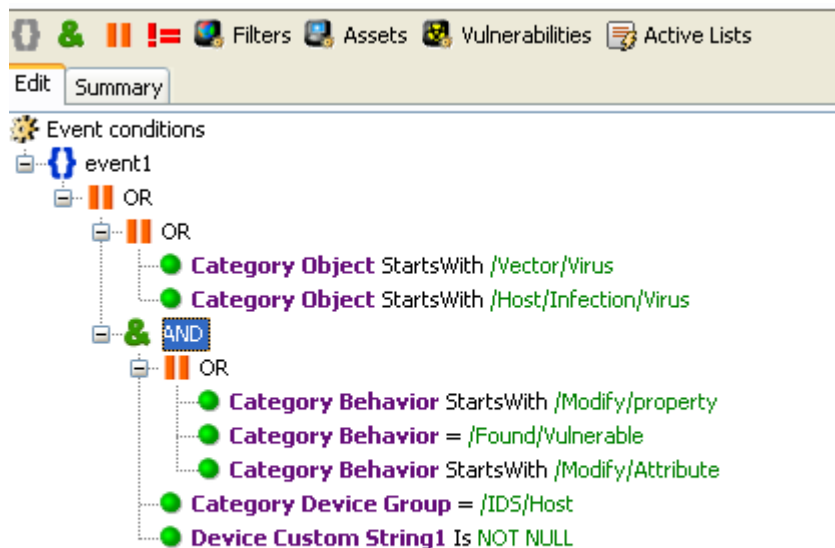 Filters Assets Vulnerabilities Active Lists
Edit Summary
Event conditions
event1
OR
OR
Category Object StartsWith /Vector/Virus
Category Object StartsWith /Host/Infection/Virus
AND
OR
Category Behavior StartsWith /Modify/property
Category Behavior = /Found/Vulnerable
Category Behavior StartsWith /Modify/Attribute
Category Device Group = /IDS/Host
Device Custom String1 Is NOT NULL